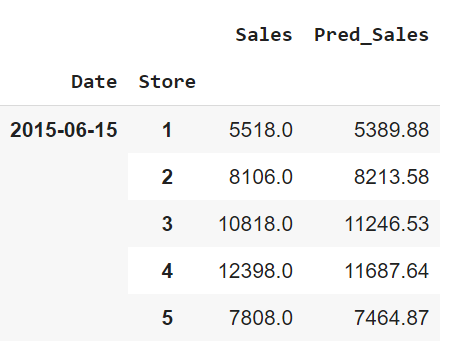 Sales Pred_Sales
Date Store
2015-06-15 1 5518.0 5389.88
2 8106.0 8213.58
3 10818.0 11246.53
4 12398.0 11687.64
5 7808.0 7464.87